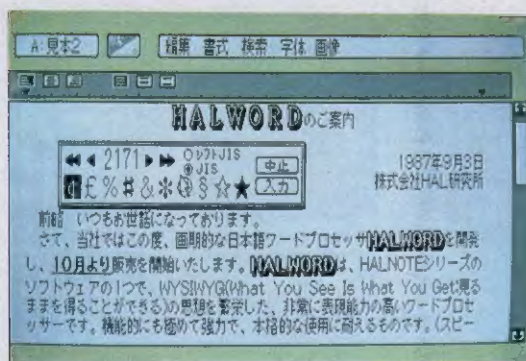 A:見本2 編集 書式 検索 字体 画像
HALWORDのご案内
2171 シフトJIS 中止
JIS
¢£%#&*@§☆★ 入力
1987年9月3日
株式会社HAL研究所
前略 いつもお世話になっております。
さて、当社ではこの度、画期的な日本語ワードプロセッサHALWORDを開発
し、10月より販売を開始いたします。HALWORDは、HALNOTEシリーズの
ソフトウェアの1つで、WYSIWYG(What You See Is What You Get:見る
ままを得ることができる)の思想を繁栄した、非常に表現能力の高いワードプロセ
ッサーです。機能的にも極めて強力で、本格的な使用に耐えるものです。(スピー